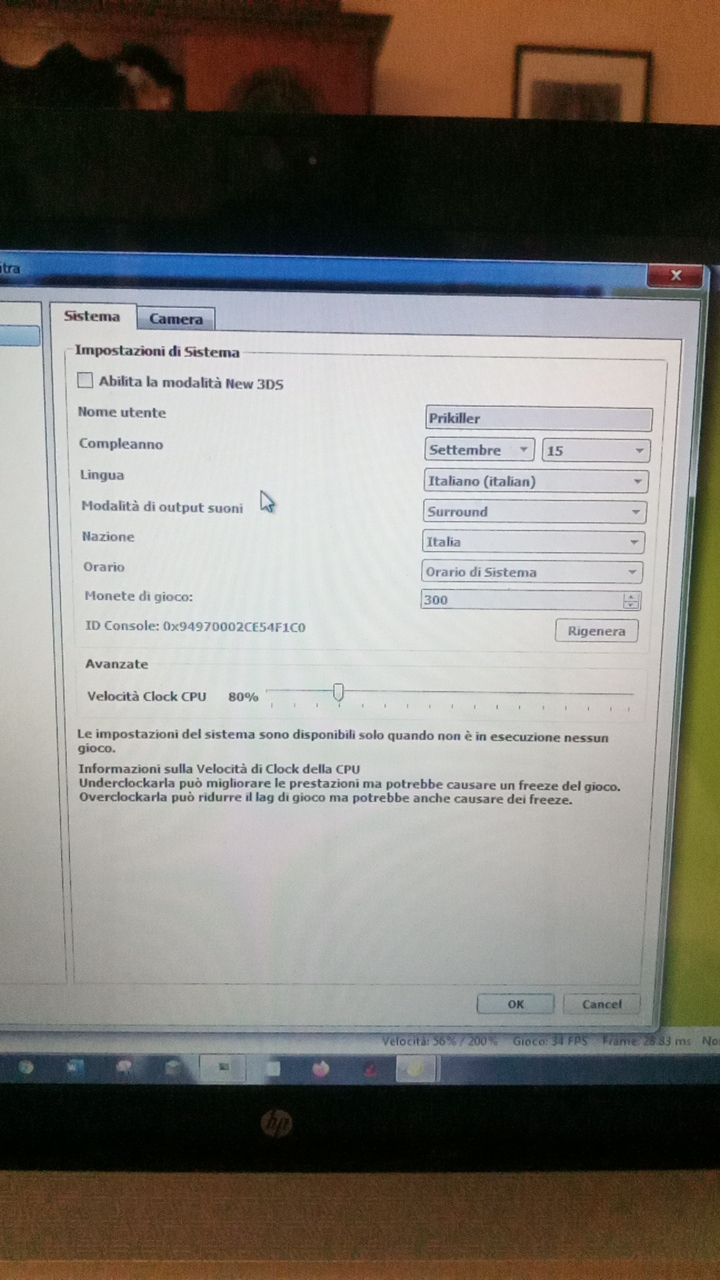 tra
Sistema
Camera
Impostazioni di Sistema
Abilita la modalità New 3DS
Nome utente
Prikiller
Compleanno
Settembre
15
Lingua
Italiano (italian)
Modalità di output suoni
Surround
Nazione
Italia
Orario
Orario di Sistema
Monete di gioco:
300
ID Console: 0x94970002CE54F1C0
Rigenera
Avanzate
Velocità Clock CPU
80%
Le impostazioni del sistema sono disponibili solo quando non è in esecuzione nessun
gioco.
Informazioni sulla Velocità di Clock della CPU
Underclockarla può migliorare le prestazioni ma potrebbe causare un freeze del gioco.
Overclockarla può ridurre il lag di gioco ma potrebbe anche causare dei freeze.
OK
Cancel
Velocità: 56% / 200%
Gioco: 34 FPS
Frame: 28.83 ms
No
hp